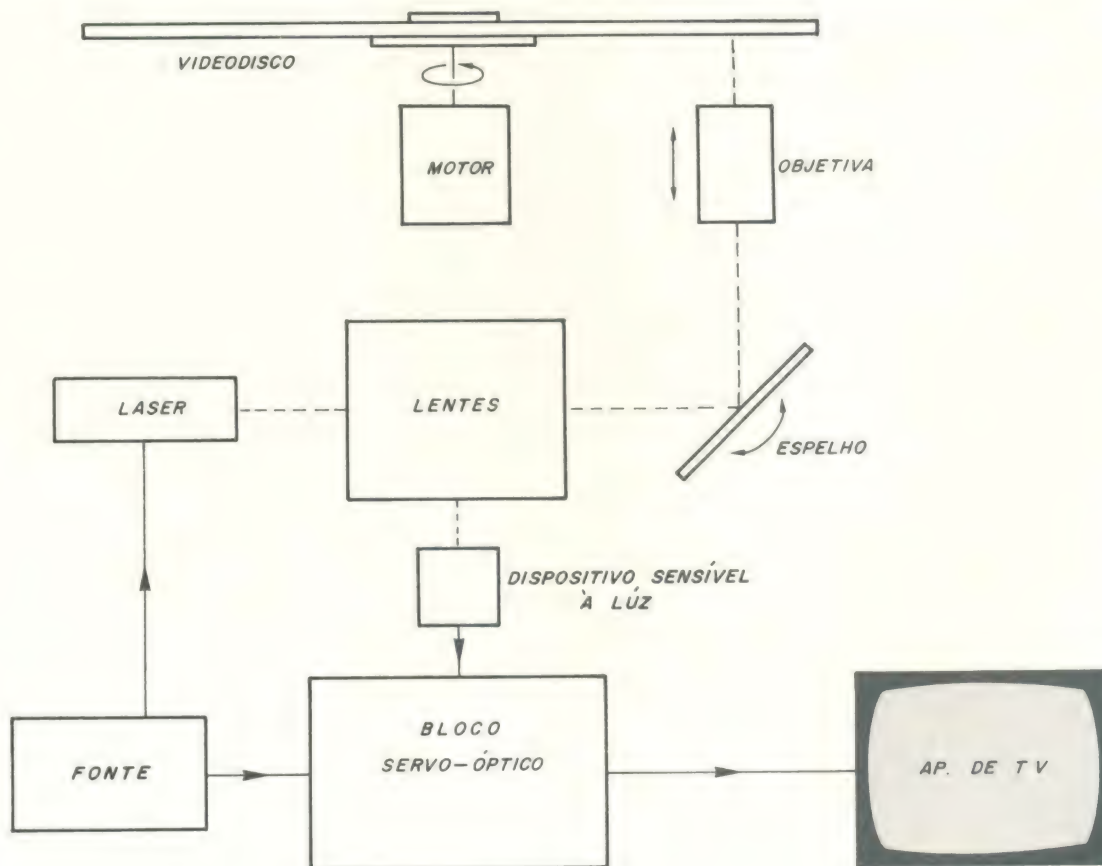 VIDEODISCO
MOTOR
OBJETIVA
LASER
LENTES
ESPELHO
DISPOSITIVO SENSÍVEL
À LÚZ
BLOCO
SERVO-ÓPTICO
FONTE
AP. DE TV